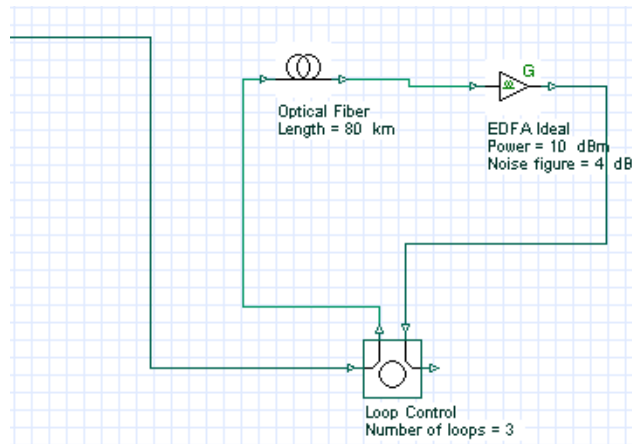 G
Optical Fiber
Length = 80 km
EDFA Ideal
Power = 10 dBm
Noise figure = 4 dB
Loop Control
Number of loops = 3